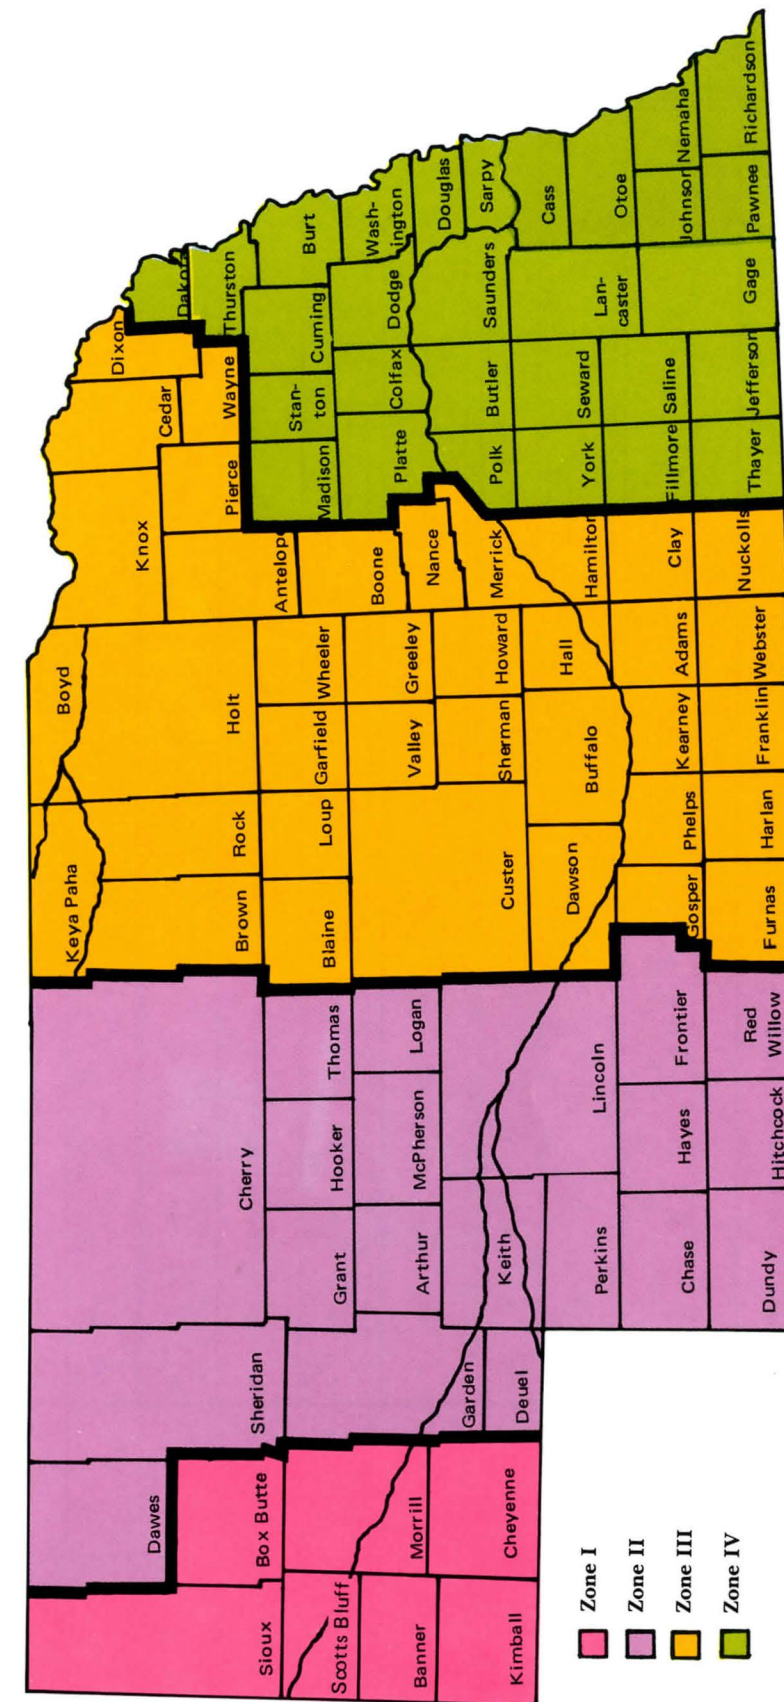 Sioux
Dawes
Sheridan
Cherry
Keya Paha
Boyd
Brown
Rock
Holt
Knox
Cedar
Dixon
Dakota
Antelope
Pierce
Wayne
Thurston
Box Butte
Scotts Bluff
Banner
Kimball
Morrill
Cheyenne
Garden
Deuel
Grant
Hooker
Thomas
Blaine
Loup
Garfield
Wheeler
Boone
Madison
Stan-
ton
Cuming
Burt
Arthur
McPherson
Logan
Custer
Valley
Greeley
Nance
Platte
Colfax
Dodge
Wash-
ington
Keith
Lincoln
Sherman
Howard
Merrick
Polk
Butler
Saunders
Douglas
Sarpy
Perkins
Dawson
Buffalo
Hall
Hamilton
York
Seward
Lan-
caster
Cass
Otoe
Chase
Hayes
Frontier
Gosper
Phelps
Kearney
Adams
Clay
Fillmore
Saline
Gage
Johnson
Nemaha
Dundy
Hitchcock
Red
Willow
Furnas
Harlan
Franklin
Webster
Nuckolls
Thayer
Jefferson
Pawnee
Richardson
Zone I
Zone II
Zone III
Zone IV